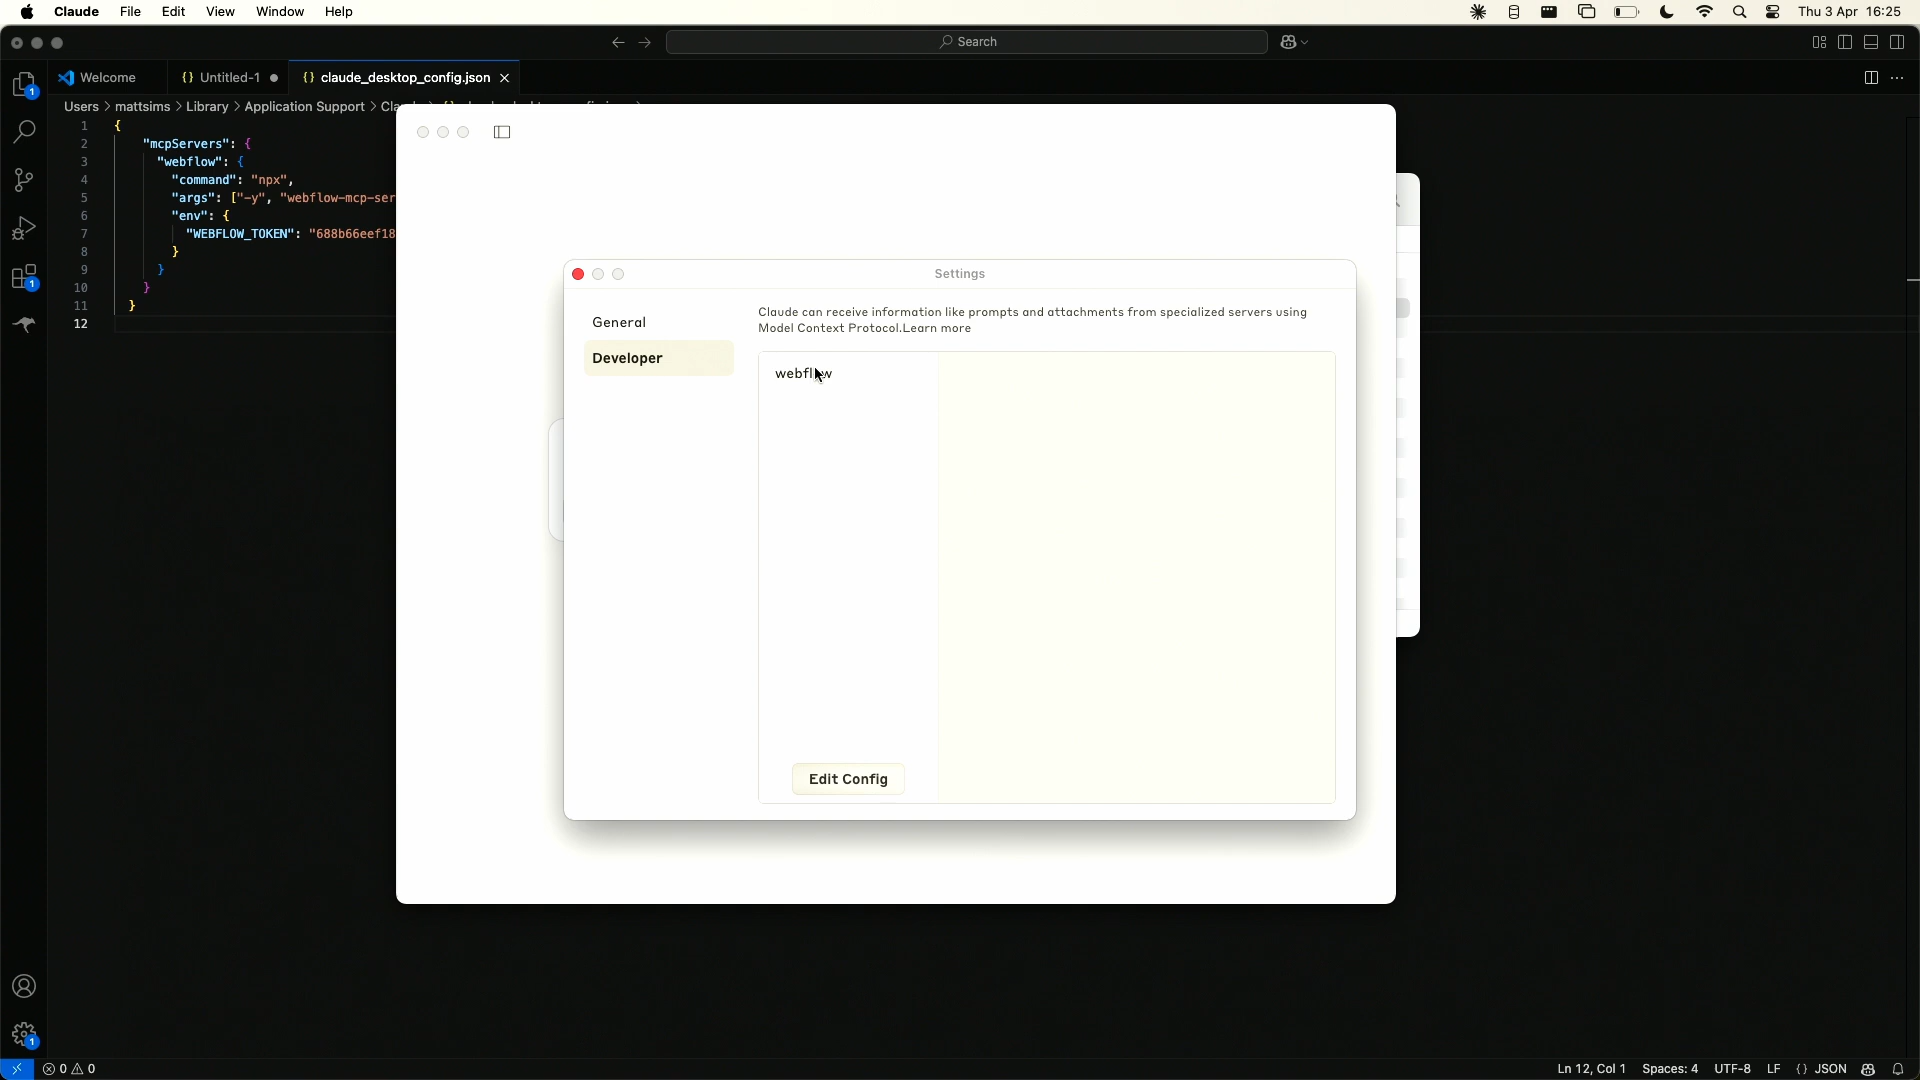 Claude File Edit View Window Help Thu 3 Apr 16:25
Search
Welcome {} Untitled-1 {} claude_desktop_config.json
1
1
Users > mattsims > Library > Application Support >
1 {
2 "mcpServers": {
3 "webflow": {
4 "command": "npx",
5 "args": ["-y", "webflow-mcp-ser
6 "env": {
7 "WEBFLOW_TOKEN": "688b66eef18
8 }
9 }
10 }
11 }
12
1
Settings
General
Developer
Claude can receive information like prompts and attachments from specialized servers using
Model Context Protocol.Learn more
webflow
Edit Config
1
0 0 Ln 12, Col 1 Spaces: 4 UTF-8 LF {} JSON